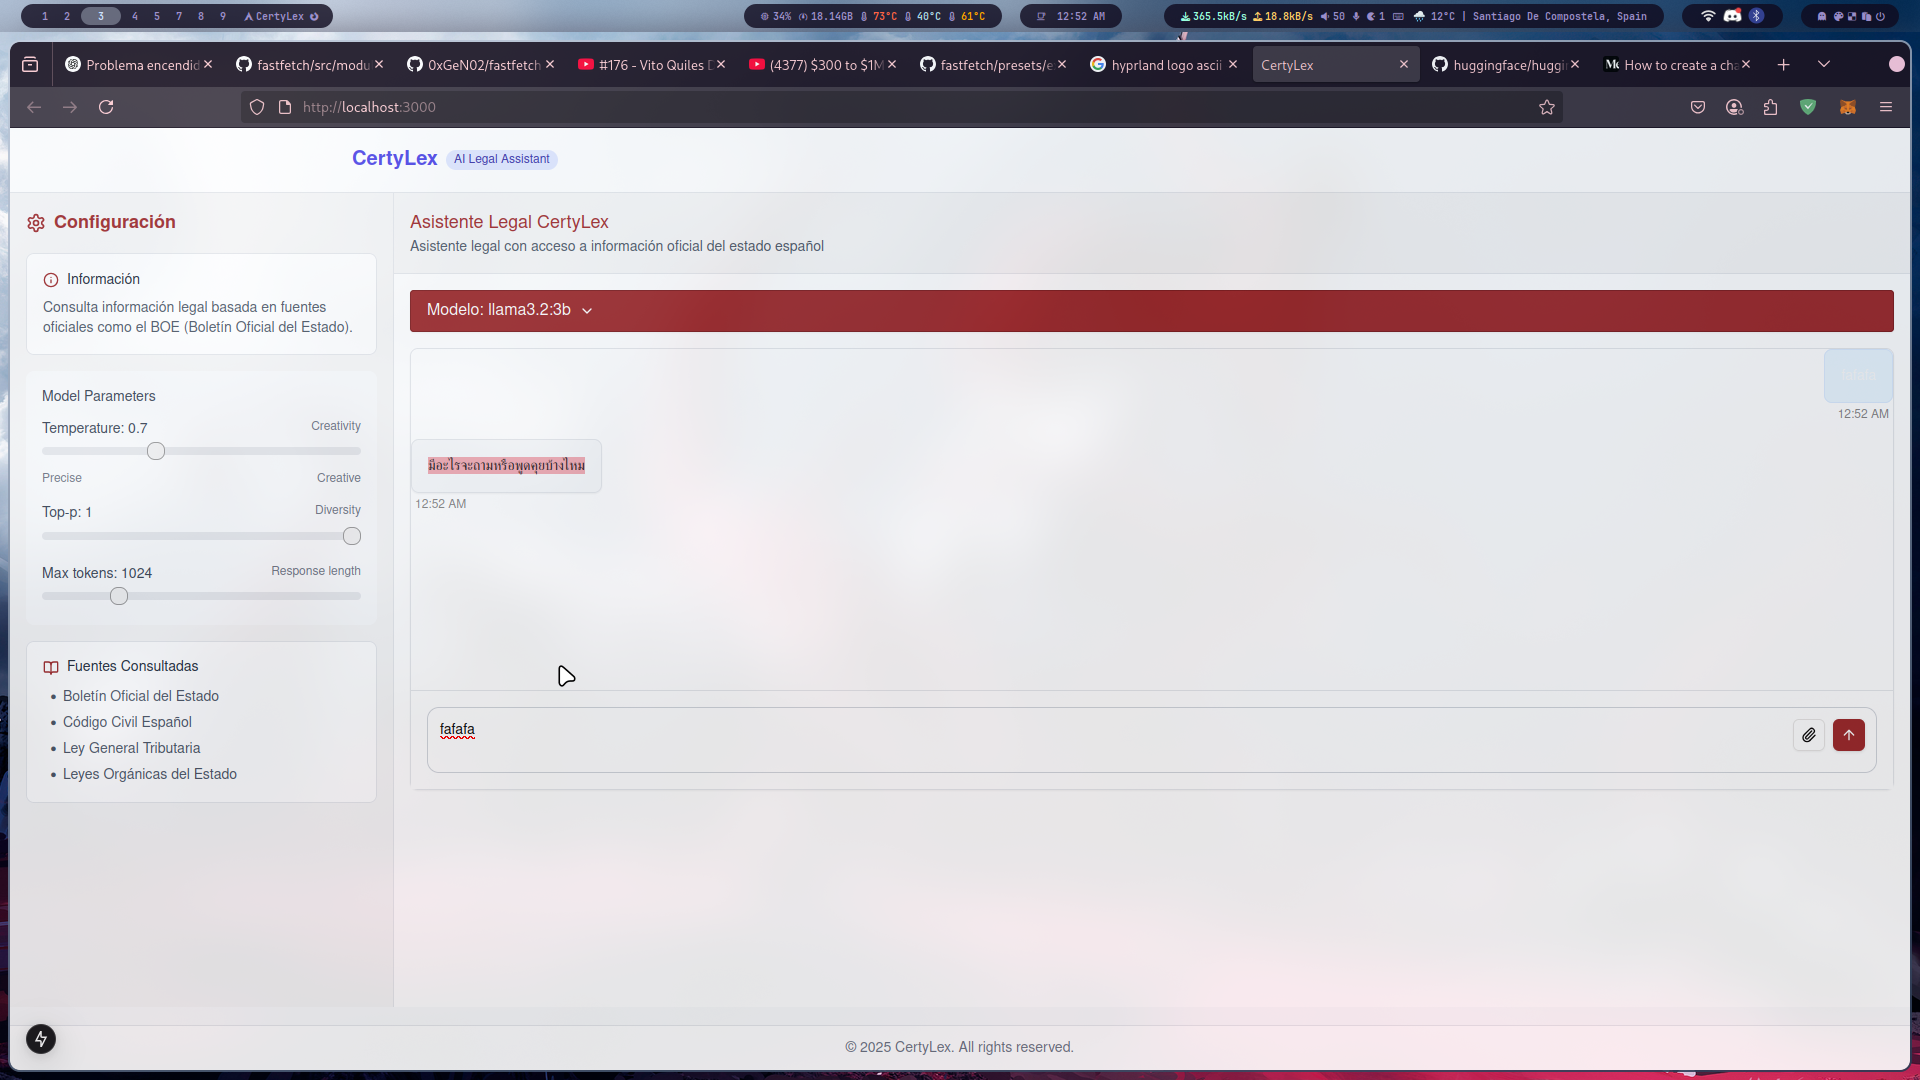 1 2 3 4 5 6 7 8 9 CertyLex
34% 18.14GB 73°C 40°C 61°C
12:52 AM
365.5kB/s 18.8kB/s 50 1 12°C | Santiago De Compostela, Spain
Problema encendid
fastfetch/src/modu
0xGeN02/fastfetch
#176 - Vito Quiles
(4377) $300 to $1M
fastfetch/presets/e
hyprland logo ascii
CertyLex
huggingface/huggi
How to create a cha
http://localhost:3000
CertyLex AI Legal Assistant
Configuración
Información
Consulta información legal basada en fuentes
oficiales como el BOE (Boletín Oficial del Estado).
Model Parameters
Temperature: 0.7 Creativity
Precise Creative
Top-p: 1 Diversity
Max tokens: 1024 Response length
Fuentes Consultadas
Boletín Oficial del Estado
Código Civil Español
Ley General Tributaria
Leyes Orgánicas del Estado
Asistente Legal CertyLex
Asistente legal con acceso a información oficial del estado español
Modelo: llama3.2:3b
12:52 AM
มีอะไรจะถามหรือพูดคุยบ้างไหม
12:52 AM
fafafa
© 2025 CertyLex. All rights reserved.